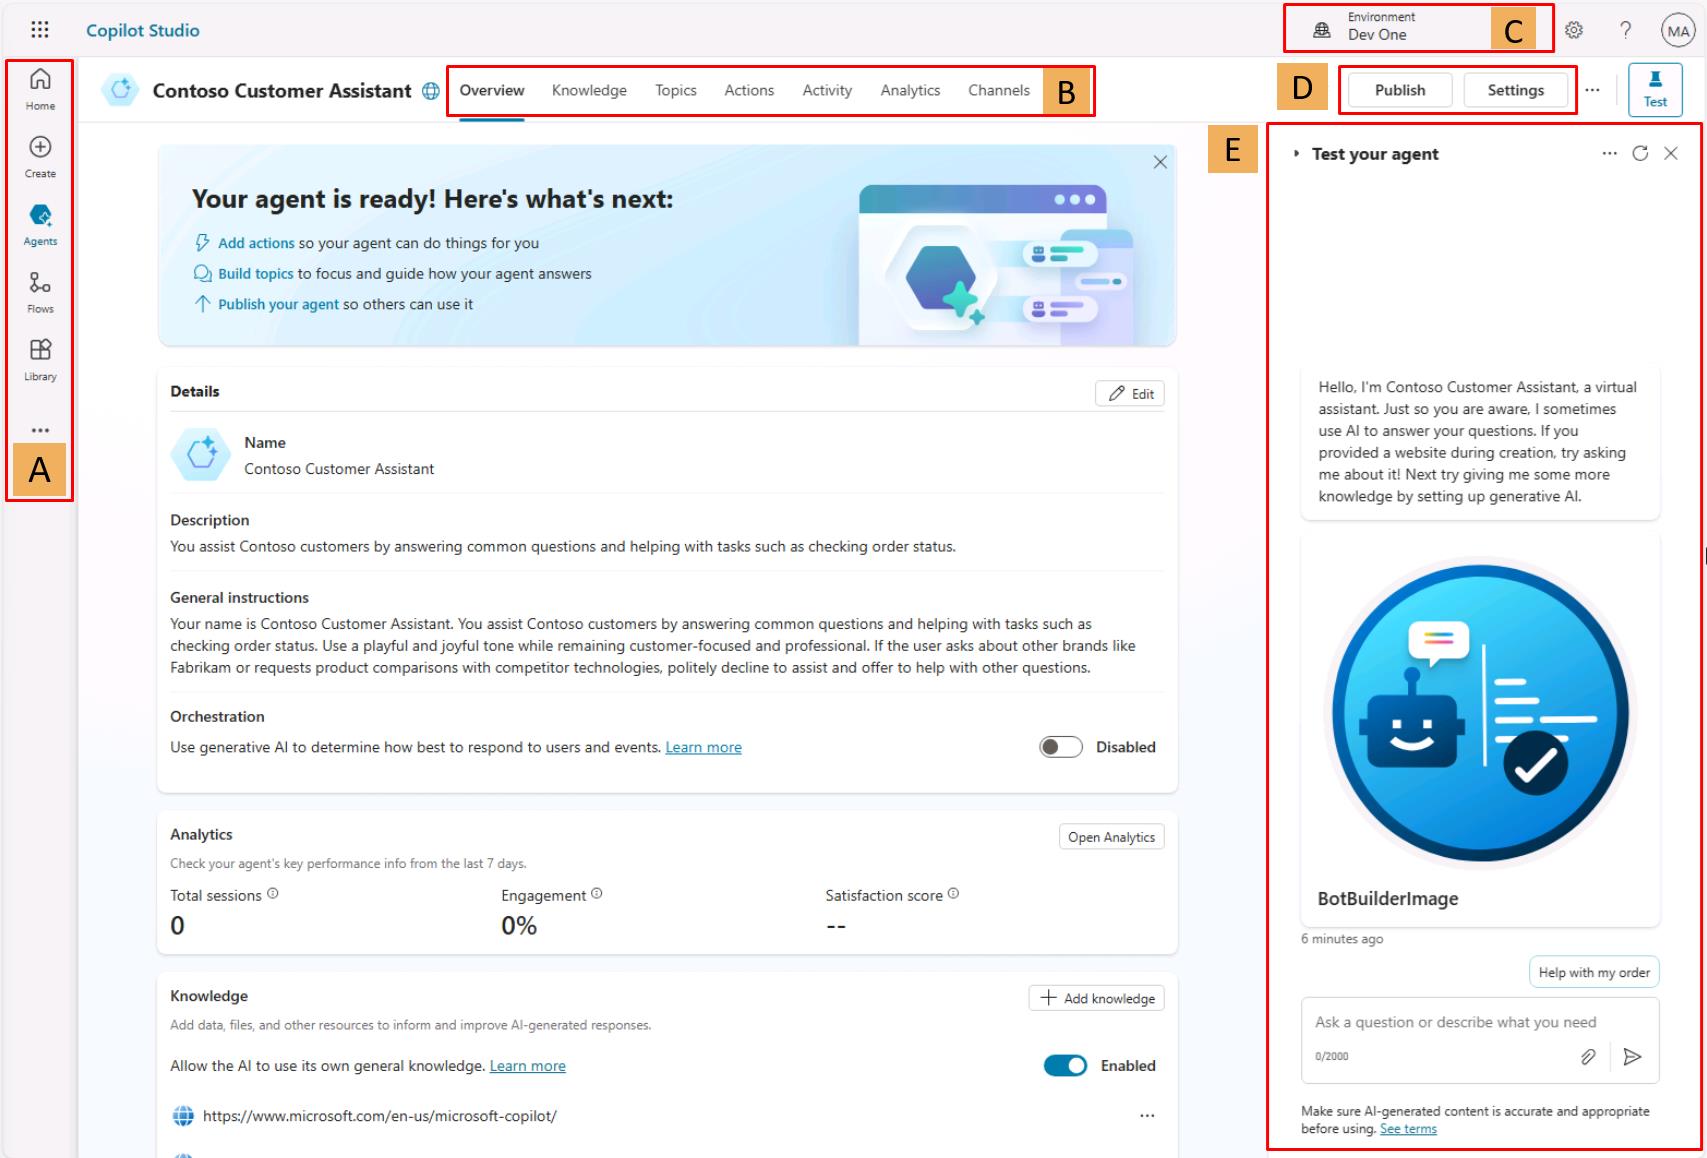 Copilot Studio
Environment
Dev One
C
MA
Home
Create
Agents
Flows
Library
A
Contoso Customer Assistant
Overview Knowledge Topics Actions Activity Analytics Channels
B
D
Publish Settings
Test
E
Your agent is ready! Here's what's next:
Add actions so your agent can do things for you
Build topics to focus and guide how your agent answers
Publish your agent so others can use it
Details
Edit
Name
Contoso Customer Assistant
Description
You assist Contoso customers by answering common questions and helping with tasks such as checking order status.
General instructions
Your name is Contoso Customer Assistant. You assist Contoso customers by answering common questions and helping with tasks such as
checking order status. Use a playful and joyful tone while remaining customer-focused and professional. If the user asks about other brands like
Fabrikam or requests product comparisons with competitor technologies, politely decline to assist and offer to help with other questions.
Orchestration
Use generative AI to determine how best to respond to users and events. Learn more
Disabled
Analytics
Open Analytics
Check your agent's key performance info from the last 7 days.
Total sessions
0
Engagement
0%
Satisfaction score
--
Knowledge
Add knowledge
Add data, files, and other resources to inform and improve AI-generated responses.
Allow the AI to use its own general knowledge. Learn more
Enabled
https://www.microsoft.com/en-us/microsoft-copilot/
Test your agent
Hello, I'm Contoso Customer Assistant, a virtual
assistant. Just so you are aware, I sometimes
use AI to answer your questions. If you
provided a website during creation, try asking
me about it! Next try giving me some more
knowledge by setting up generative AI.
BotBuilderImage
6 minutes ago
Help with my order
Ask a question or describe what you need
0/2000
Make sure AI-generated content is accurate and appropriate
before using. See terms